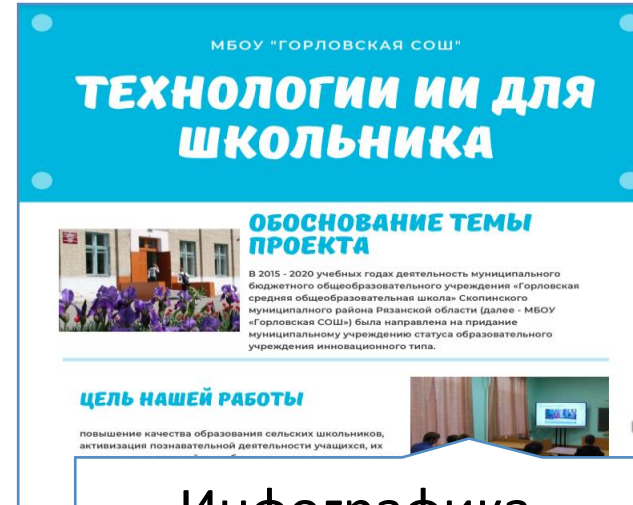 МБОУ "ГОРЛОВСКАЯ СОШ"
ТЕХНОЛОГИИ ИИ ДЛЯ
ШКОЛЬНИКА
ОБОСНОВАНИЕ ТЕМЫ
ПРОЕКТА
В 2015 - 2020 учебных годах деятельность муниципального
бюджетного общеобразовательного учреждения «Горловская
средняя общеобразовательная школа» Скопинского
муниципалного района Рязанской области (далее - МБОУ
«Горловская СОШ») была направлена на придание
муниципальному учреждению статуса образовательного
учреждения инновационного типа.
ЦЕЛЬ НАШЕЙ РАБОТЫ
повышение качества образования сельских школьников,
активизация познавательной деятельности учащихся, их
Инфографика